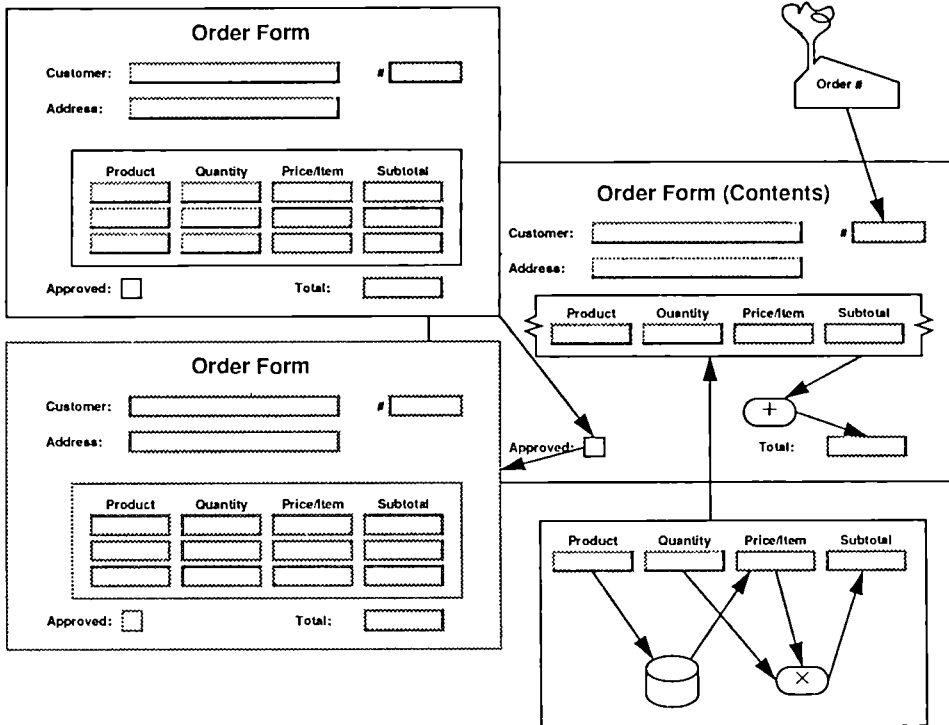 Order Form
Customer: #
Address:
Product Quantity Price/Item Subtotal
Approved: Total:
Order Form
Customer: #
Address:
Product Quantity Price/Item Subtotal
Approved: Total:
Order #
Order Form (Contents)
Customer: #
Address:
Product Quantity Price/Item Subtotal
+
Approved: Total:
Product Quantity Price/Item Subtotal
×